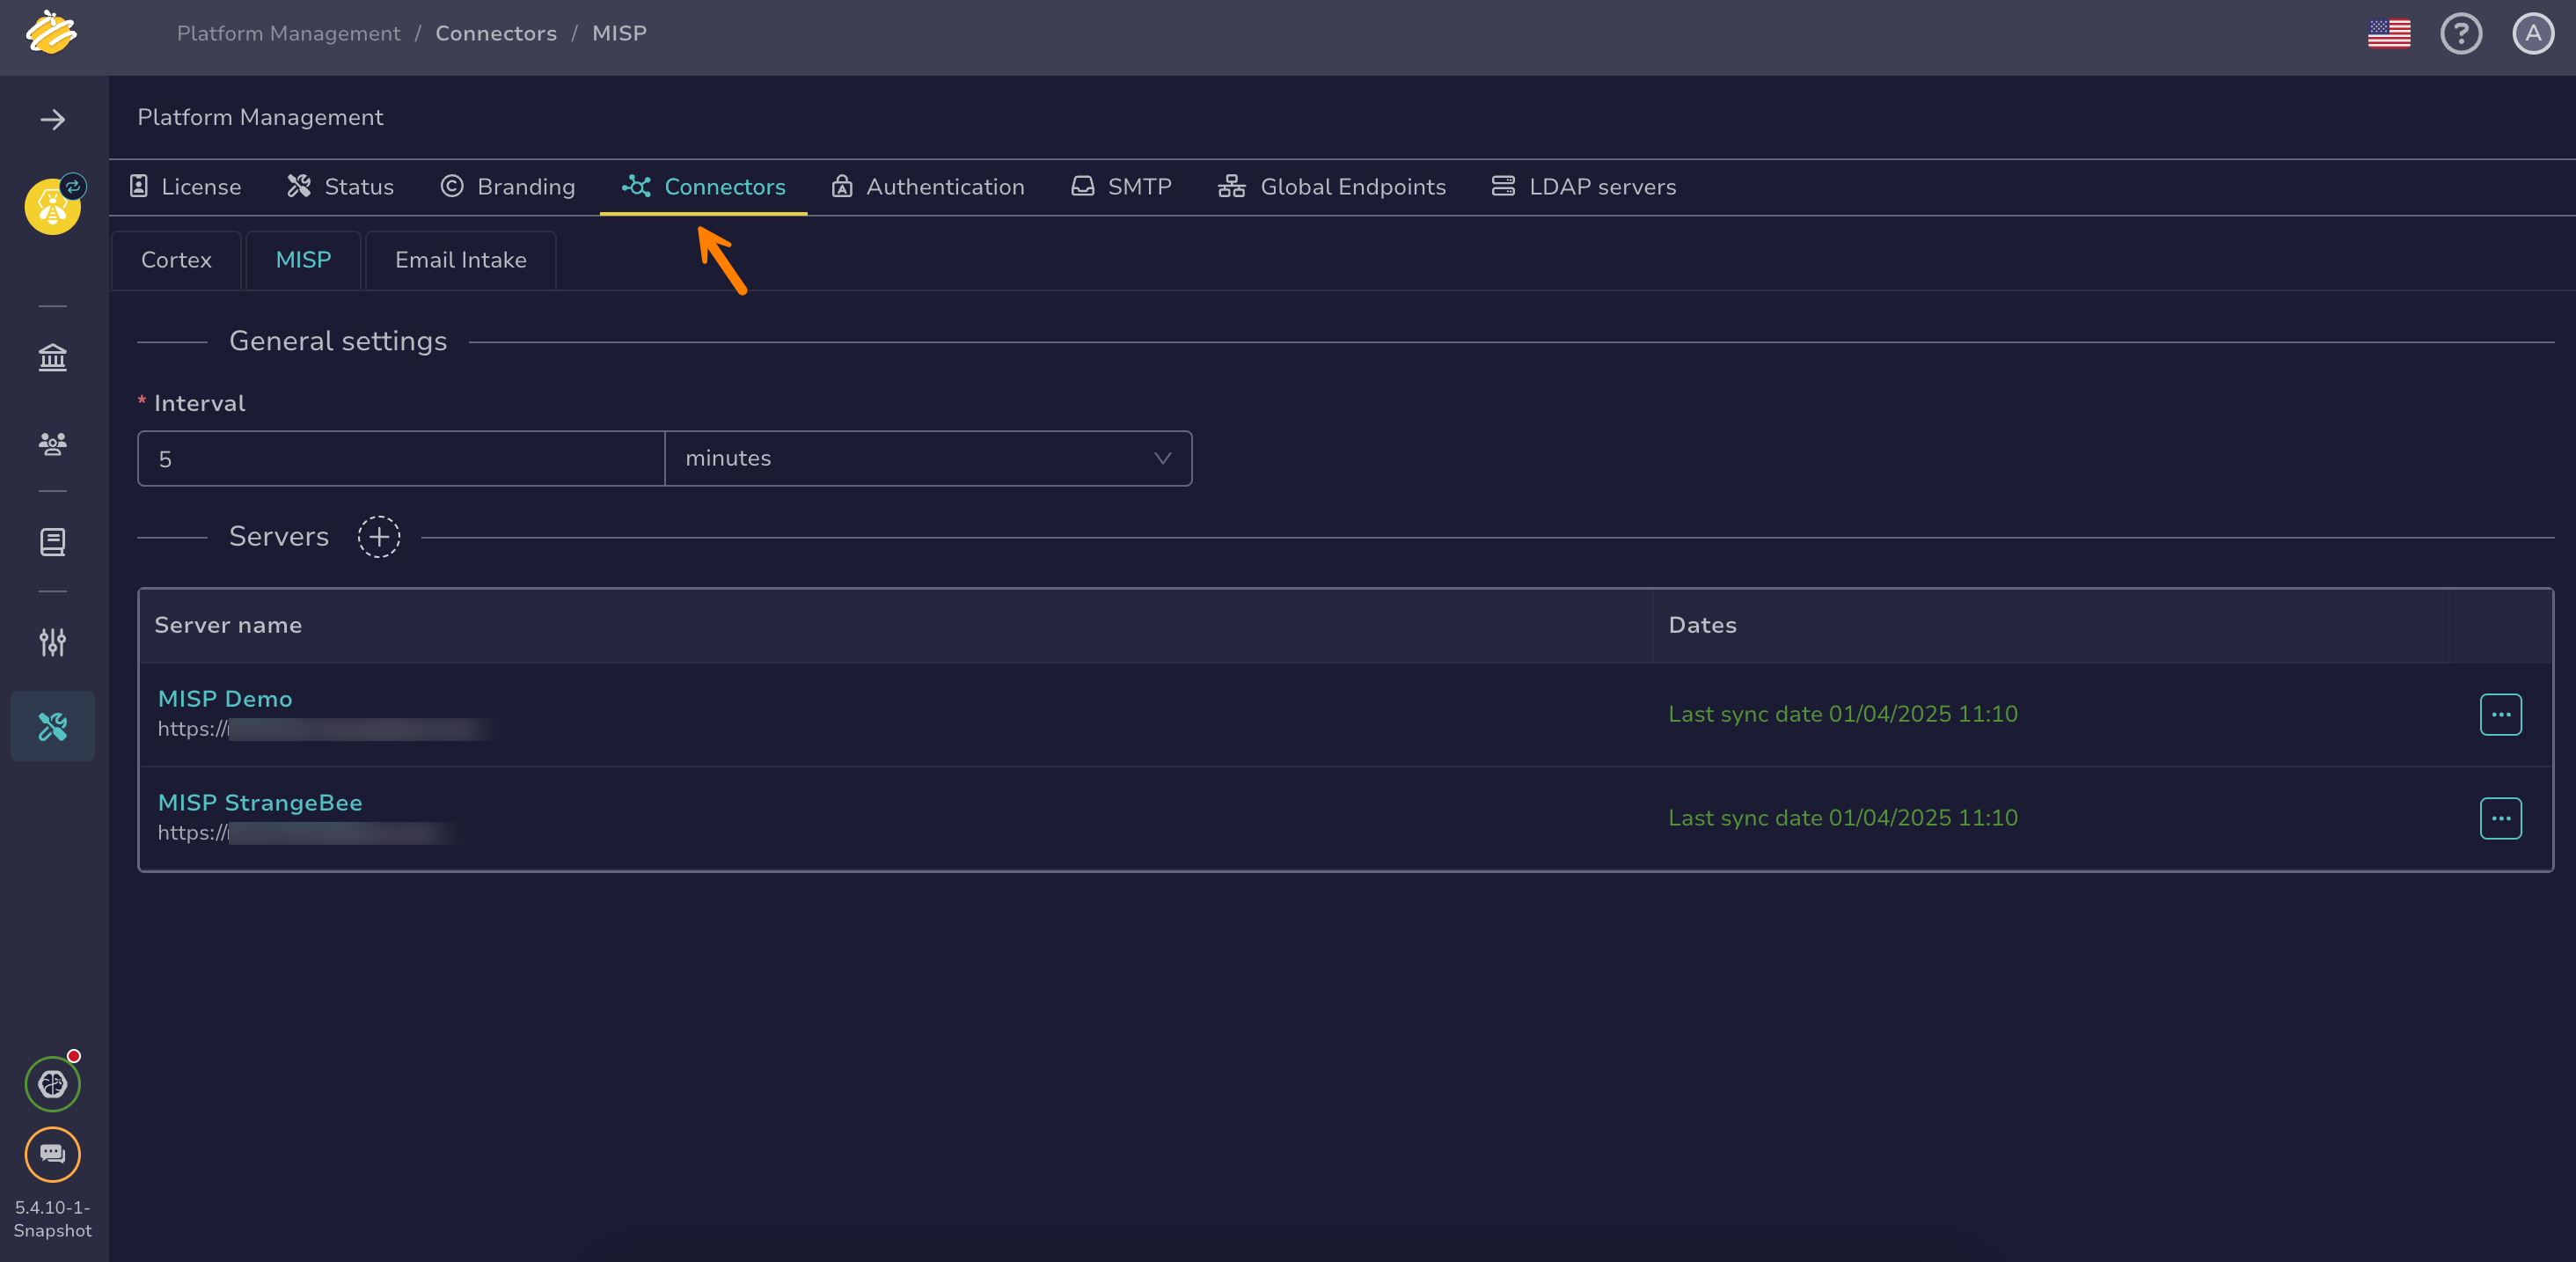 Platform Management / Connectors / MISP
A
Platform Management
License Status Branding Connectors Authentication SMTP Global Endpoints LDAP servers
Cortex MISP Email Intake
General settings
* Interval
5 minutes
Servers
Server name Dates
MISP Demo
https://
Last sync date 01/04/2025 11:10
MISP StrangeBee
https://
Last sync date 01/04/2025 11:10
5.4.10-1-
Snapshot